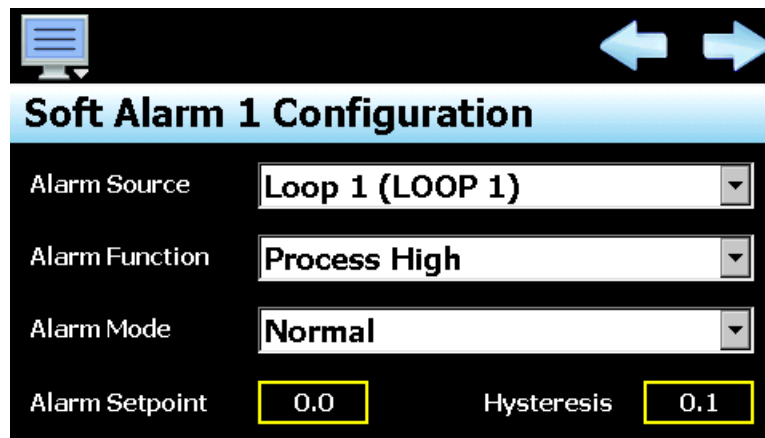 Soft Alarm 1 Configuration
Alarm Source Loop 1 (LOOP 1)
Alarm Function Process High
Alarm Mode Normal
Alarm Setpoint 0.0 Hysteresis 0.1